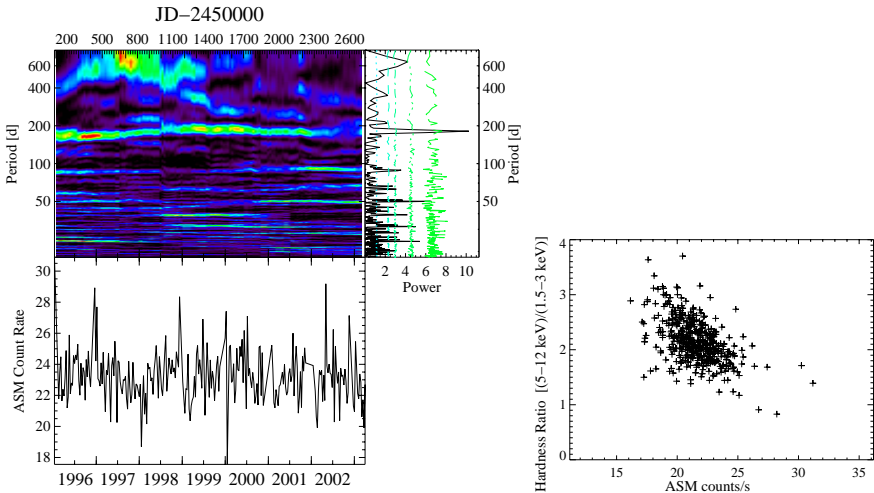 JD−2450000
200 500 800 1100 1400 1700 2000 2300 2600
600
400
200
100
50
Period [d]
600
400
200
100
50
Period [d]
2 4 6 8 10
Power
30
28
26
24
22
20
18
ASM Count Rate
1996 1997 1998 1999 2000 2001 2002
4
3
2
1
0
Hardness Ratio [(5−12 keV)/(1.5−3 keV)]
15 20 25 30 35
ASM counts/s